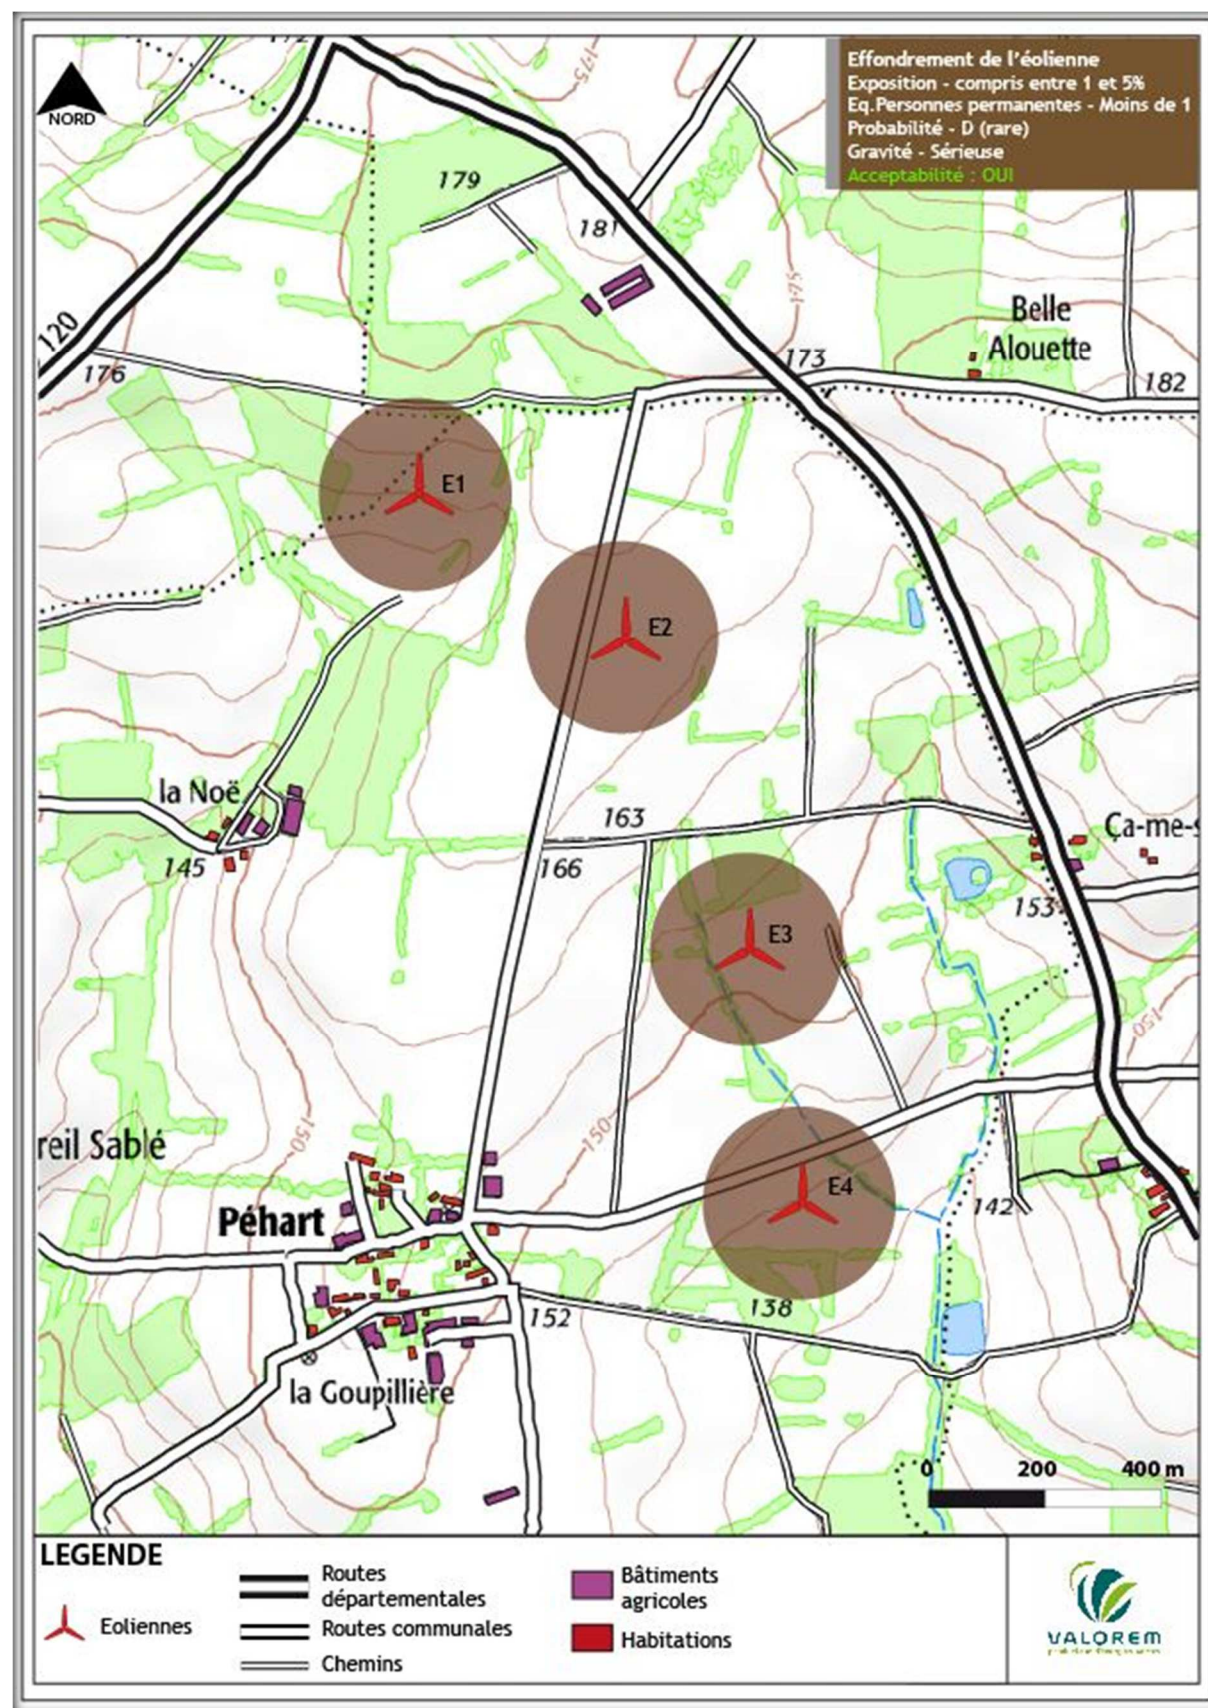 Effondrement de l'éolienne
Exposition - compris entre 1 et 5%
Eq.Personnes permanentes - Moins de 1
Probabilité - D (rare)
Gravité - Sérieuse
Acceptabilité : OUI
NORD
175
179
181
175
Belle
Alouette
120
176
173
182
E1
E2
la Noë
145
163
166
Ça-me-s
E3
153
150
reil Sablé
150
150
Péhart
E4
142
152
138
la Goupillière
0 200 400 m
LEGENDE
Eoliennes
Routes
départementales
Routes communales
Chemins
Bâtiments
agricoles
Habitations
VALOREM